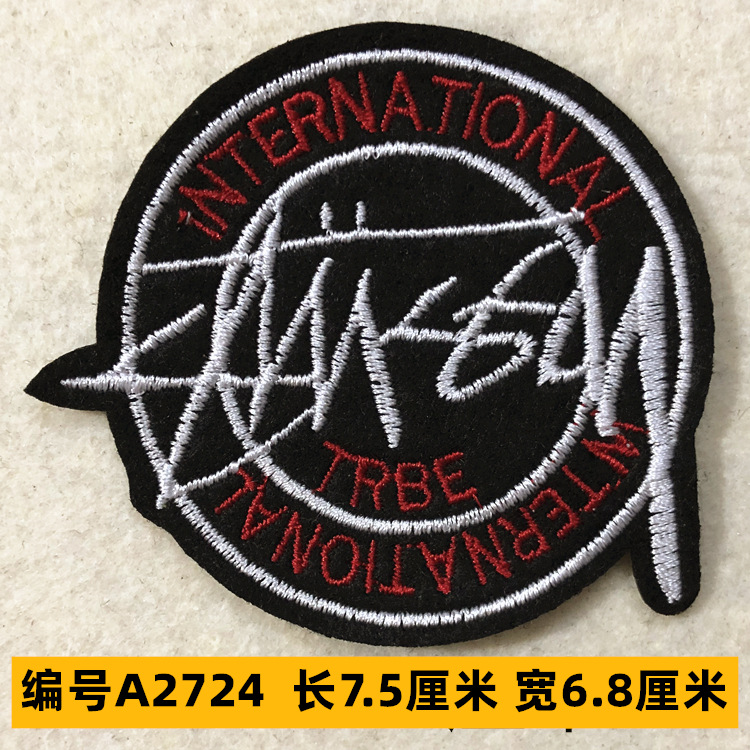 INTERNATIONAL
Stüssy
TRBE
INTERNATIONAL
编号A2724 长7.5厘米 宽6.8厘米